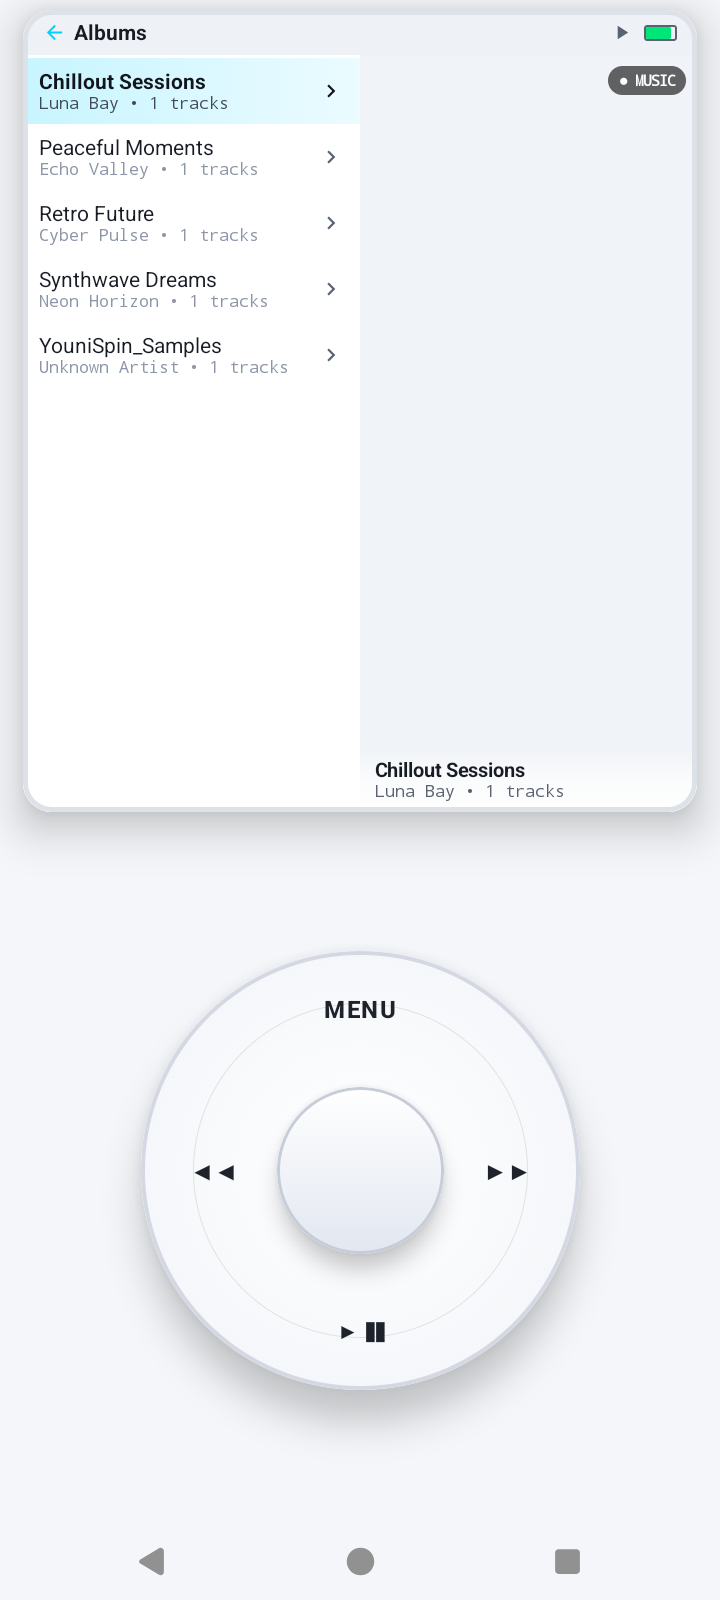 Albums
MUSIC
Chillout Sessions
Luna Bay • 1 tracks
Peaceful Moments
Echo Valley • 1 tracks
Retro Future
Cyber Pulse • 1 tracks
Synthwave Dreams
Neon Horizon • 1 tracks
YouniSpin_Samples
Unknown Artist • 1 tracks
Chillout Sessions
Luna Bay • 1 tracks
MENU